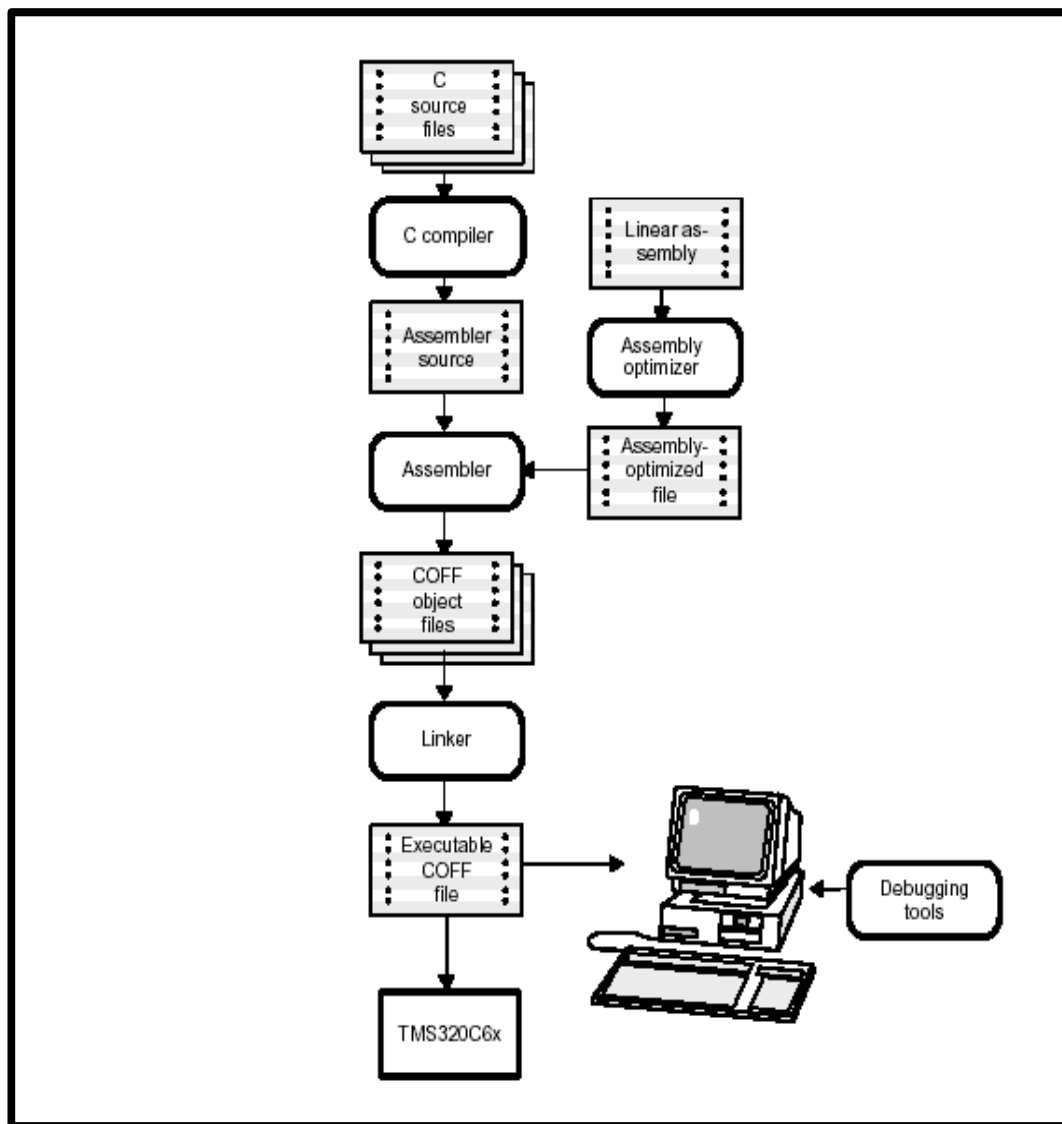 C
source
files
C compiler
Linear as-
sembly
Assembler
source
Assembly
optimizer
Assembler
Assembly-
optimized
file
COFF
object
files
Linker
Executable
COFF
file
Debugging
tools
TMS320C6x